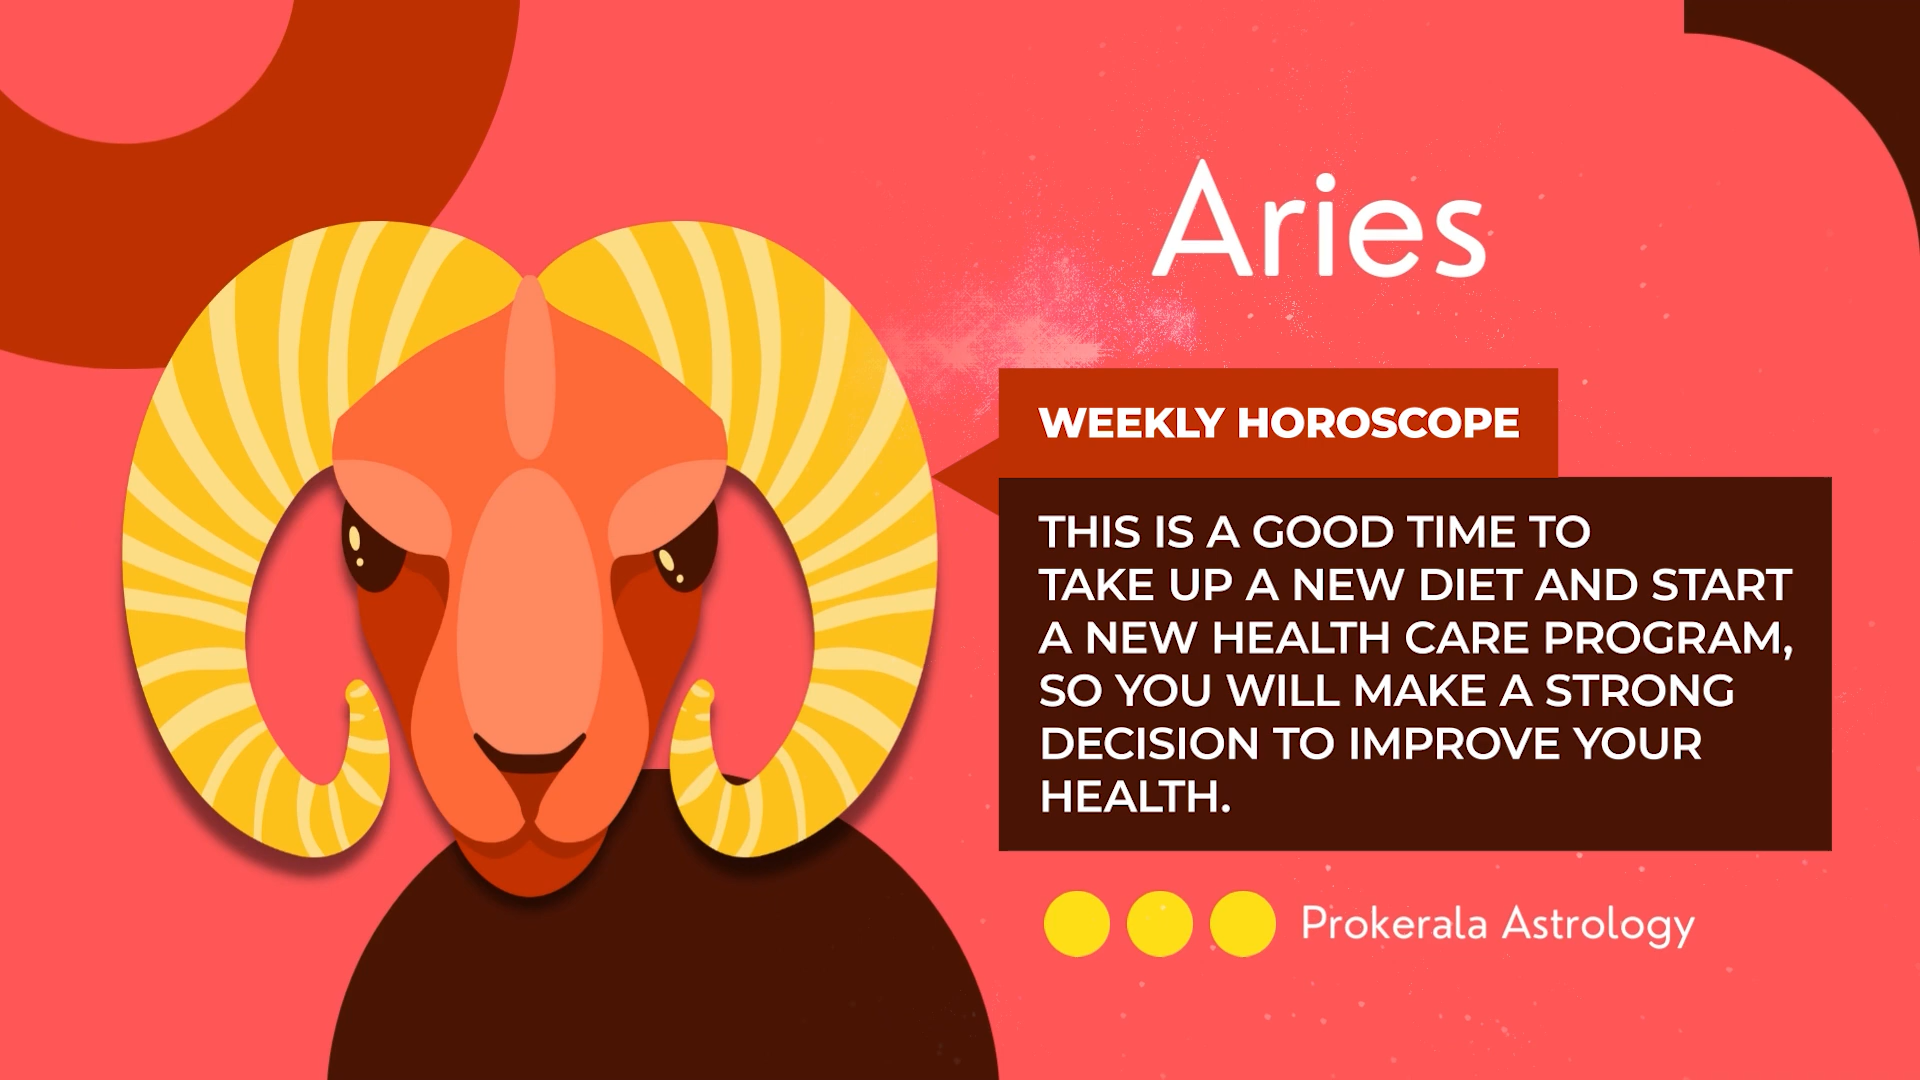 Aries
WEEKLY HOROSCOPE
THIS IS A GOOD TIME TO
TAKE UP A NEW DIET AND START
A NEW HEALTH CARE PROGRAM,
SO YOU WILL MAKE A STRONG
DECISION TO IMPROVE YOUR
HEALTH.
Prokerala Astrology